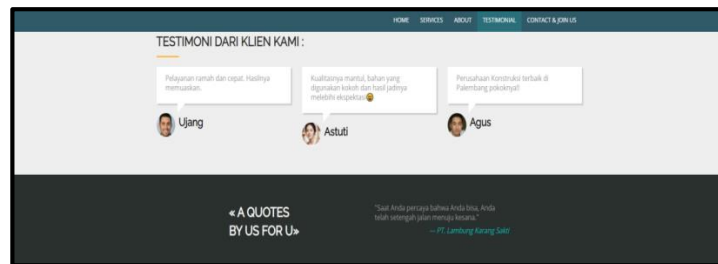 HOME SERVICES ABOUT TESTIMONIAL CONTACT & JOIN US
TESTIMONI DARI KLIEN KAMI :
Pelayanan ramah dan cepat. Hasilnya
memuaskan.
Ujang
Kualitasnya mantul, bahan yang
digunakan kokoh dan hasil jadinya
melebihi ekspektasi😄
Astuti
Perusahaan Konstruksi terbaik di
Palembang pokoknya!!
Agus
« A QUOTES
BY US FOR U»
"Saat Anda percaya bahwa Anda bisa, Anda
telah setengah jalan menuju kesana."
— PT. Lambung Karang Sakti